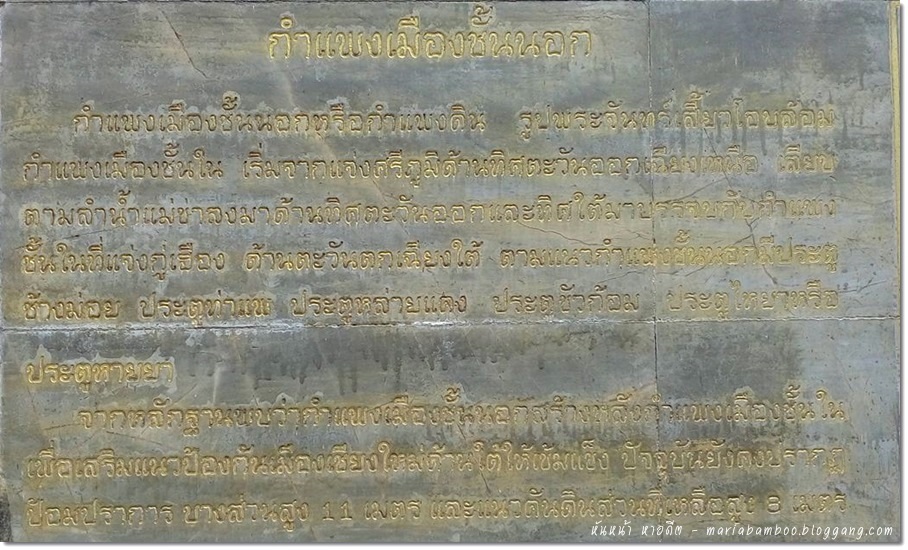 กำแพงเมืองชั้นนอก
กำแพงเมืองชั้นนอกหรือกำแพงดิน รูปพระจันทร์เสี้ยวโอบล้อม
กำแพงเมืองชั้นใน เริ่มจากแจ่งศรีภูมิด้านทิศตะวันออกเฉียงเหนือ เลียบ
ตามลำน้ำแม่ข่าลงมาด้านทิศตะวันออกและทิศใต้มาบรรจบกับกำแพง
ชั้นในที่แจ่งกู่เฮือง ด้านตะวันตกเฉียงใต้ ตามแนวกำแพงชั้นนอกมีประตู
ช้างม่อย ประตูท่าแพ ประตูหล่ายแคง ประตูขัวก้อม ประตูไหยาหรือ
ประตูหายยา
จากหลักฐานพบว่ากำแพงเมืองชั้นนอกสร้างหลังกำแพงเมืองชั้นใน
เพื่อเสริมแนวป้องกันเมืองเชียงใหม่ด้านใต้ให้เข้มแข็ง ปัจจุบันยังคงปรากฏ
ป้อมปราการ บางส่วนสูง 11 เมตร และแนวคันดินส่วนที่เหลือสูง 8 เมตร
หันหน้า หาอดีต - mariabamboo.bloggang.com